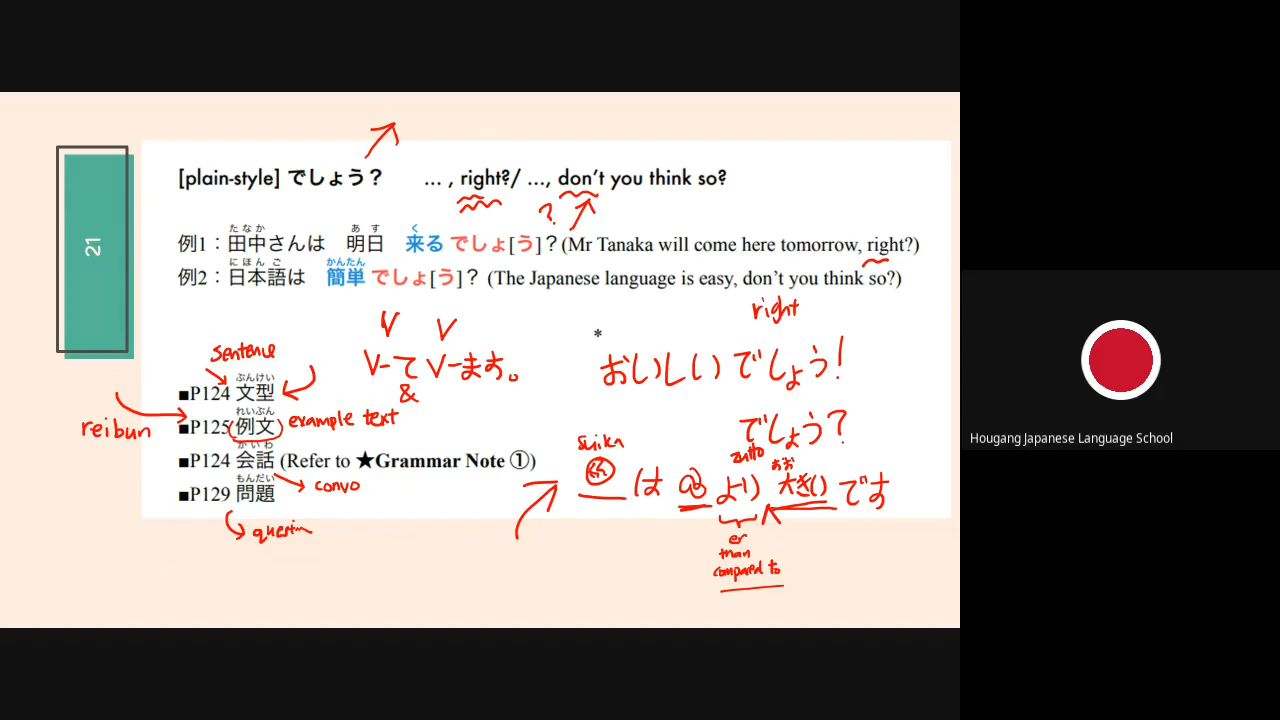 21
[plain-style] でしょう？ … , right?/ …, don't you think so?
?
たなか あす く
例1：田中さんは 明日 来る でしょ[う]？(Mr Tanaka will come here tomorrow, right?)
にほんご かんたん
例2：日本語は 簡単 でしょ[う]？ (The Japanese language is easy, don't you think so?)
right
V V
V-て V-ます。
&
おいしいでしょう!
でしょう?
sentence
ぶんけい
■P124 文型
reibun
れいぶん
■P125 例文 example text
かいわ
■P124 会話 (Refer to ★Grammar Note ①)
convo
もんだい
■P129 問題
suika
zutto
おお
は より 大きい です
er
than
compared to
Hougang Japanese Language School